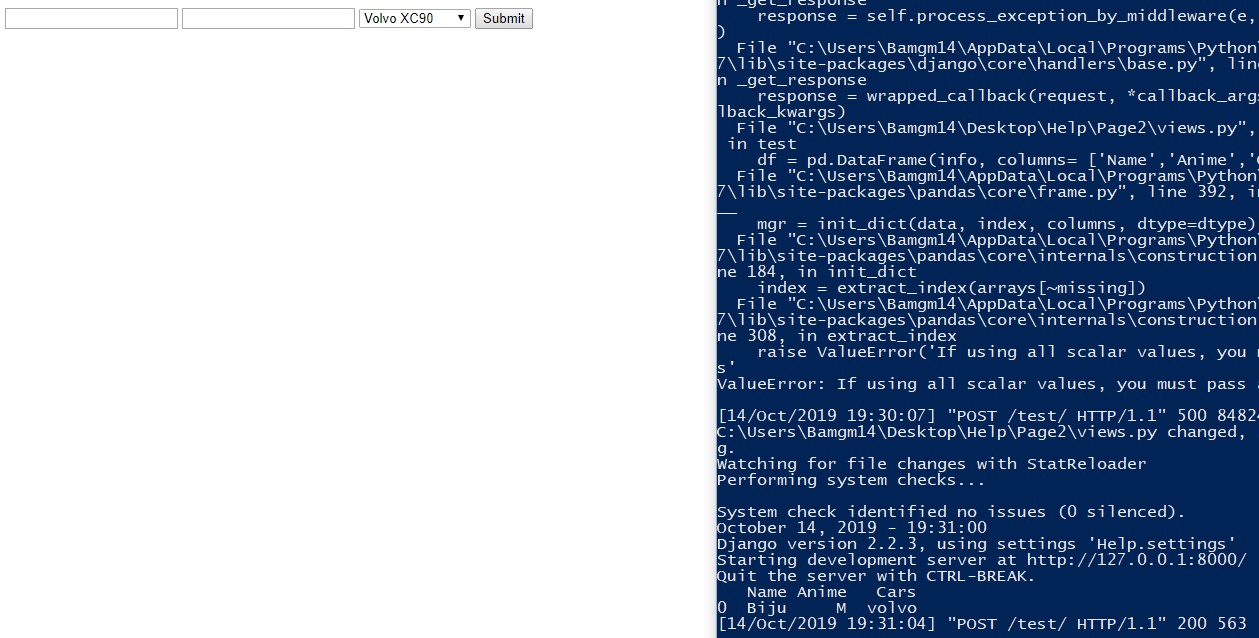 Volvo XC90 ▼ Submit
n _get_response
response = self.process_exception_by_middleware(e,
)
File "C:\Users\Bamgm14\AppData\Local\Programs\Python
7\lib\site-packages\django\core\handlers\base.py", lin
n _get_response
response = wrapped_callback(request, *callback_args
lback_kwargs)
File "C:\Users\Bamgm14\Desktop\Help\Page2\views.py",
in test
df = pd.DataFrame(info, columns= ['Name','Anime','
File "C:\Users\Bamgm14\AppData\Local\Programs\Python
7\lib\site-packages\pandas\core\frame.py", line 392, i
__
mgr = init_dict(data, index, columns, dtype=dtype)
File "C:\Users\Bamgm14\AppData\Local\Programs\Python
7\lib\site-packages\pandas\core\internals\construction
ne 184, in init_dict
index = extract_index(arrays[~missing])
File "C:\Users\Bamgm14\AppData\Local\Programs\Python
7\lib\site-packages\pandas\core\internals\construction
ne 308, in extract_index
raise ValueError('If using all scalar values, you
s'
ValueError: If using all scalar values, you must pass
[14/Oct/2019 19:30:07] "POST /test/ HTTP/1.1" 500 8482
C:\Users\Bamgm14\Desktop\Help\Page2\views.py changed,
g.
Watching for file changes with StatReloader
Performing system checks...
System check identified no issues (0 silenced).
October 14, 2019 - 19:31:00
Django version 2.2.3, using settings 'Help.settings'
Starting development server at http://127.0.0.1:8000/
Quit the server with CTRL-BREAK.
Name Anime Cars
0 Biju M volvo
[14/Oct/2019 19:31:04] "POST /test/ HTTP/1.1" 200 563